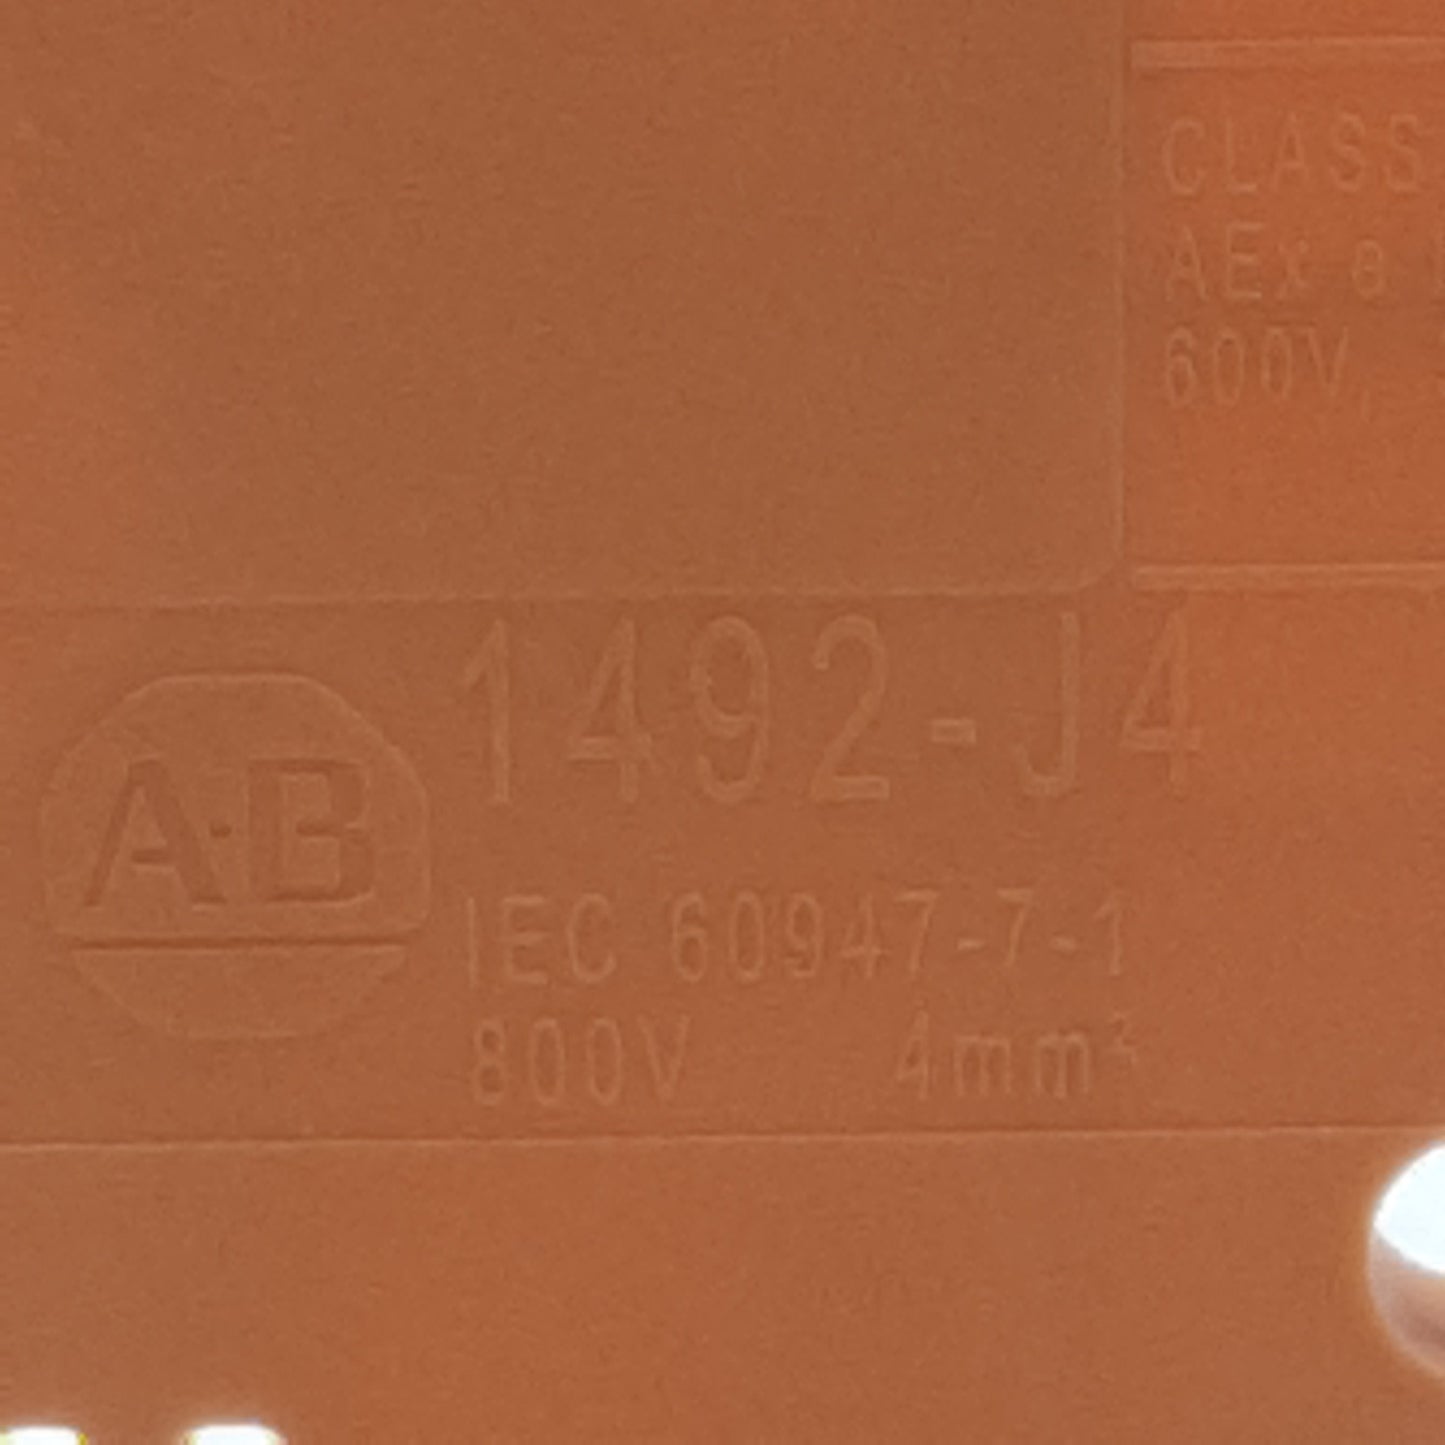 CLASS
AEx e
600V,
1492-J4
A-B
IEC 60947-7-1
800V 4mm²